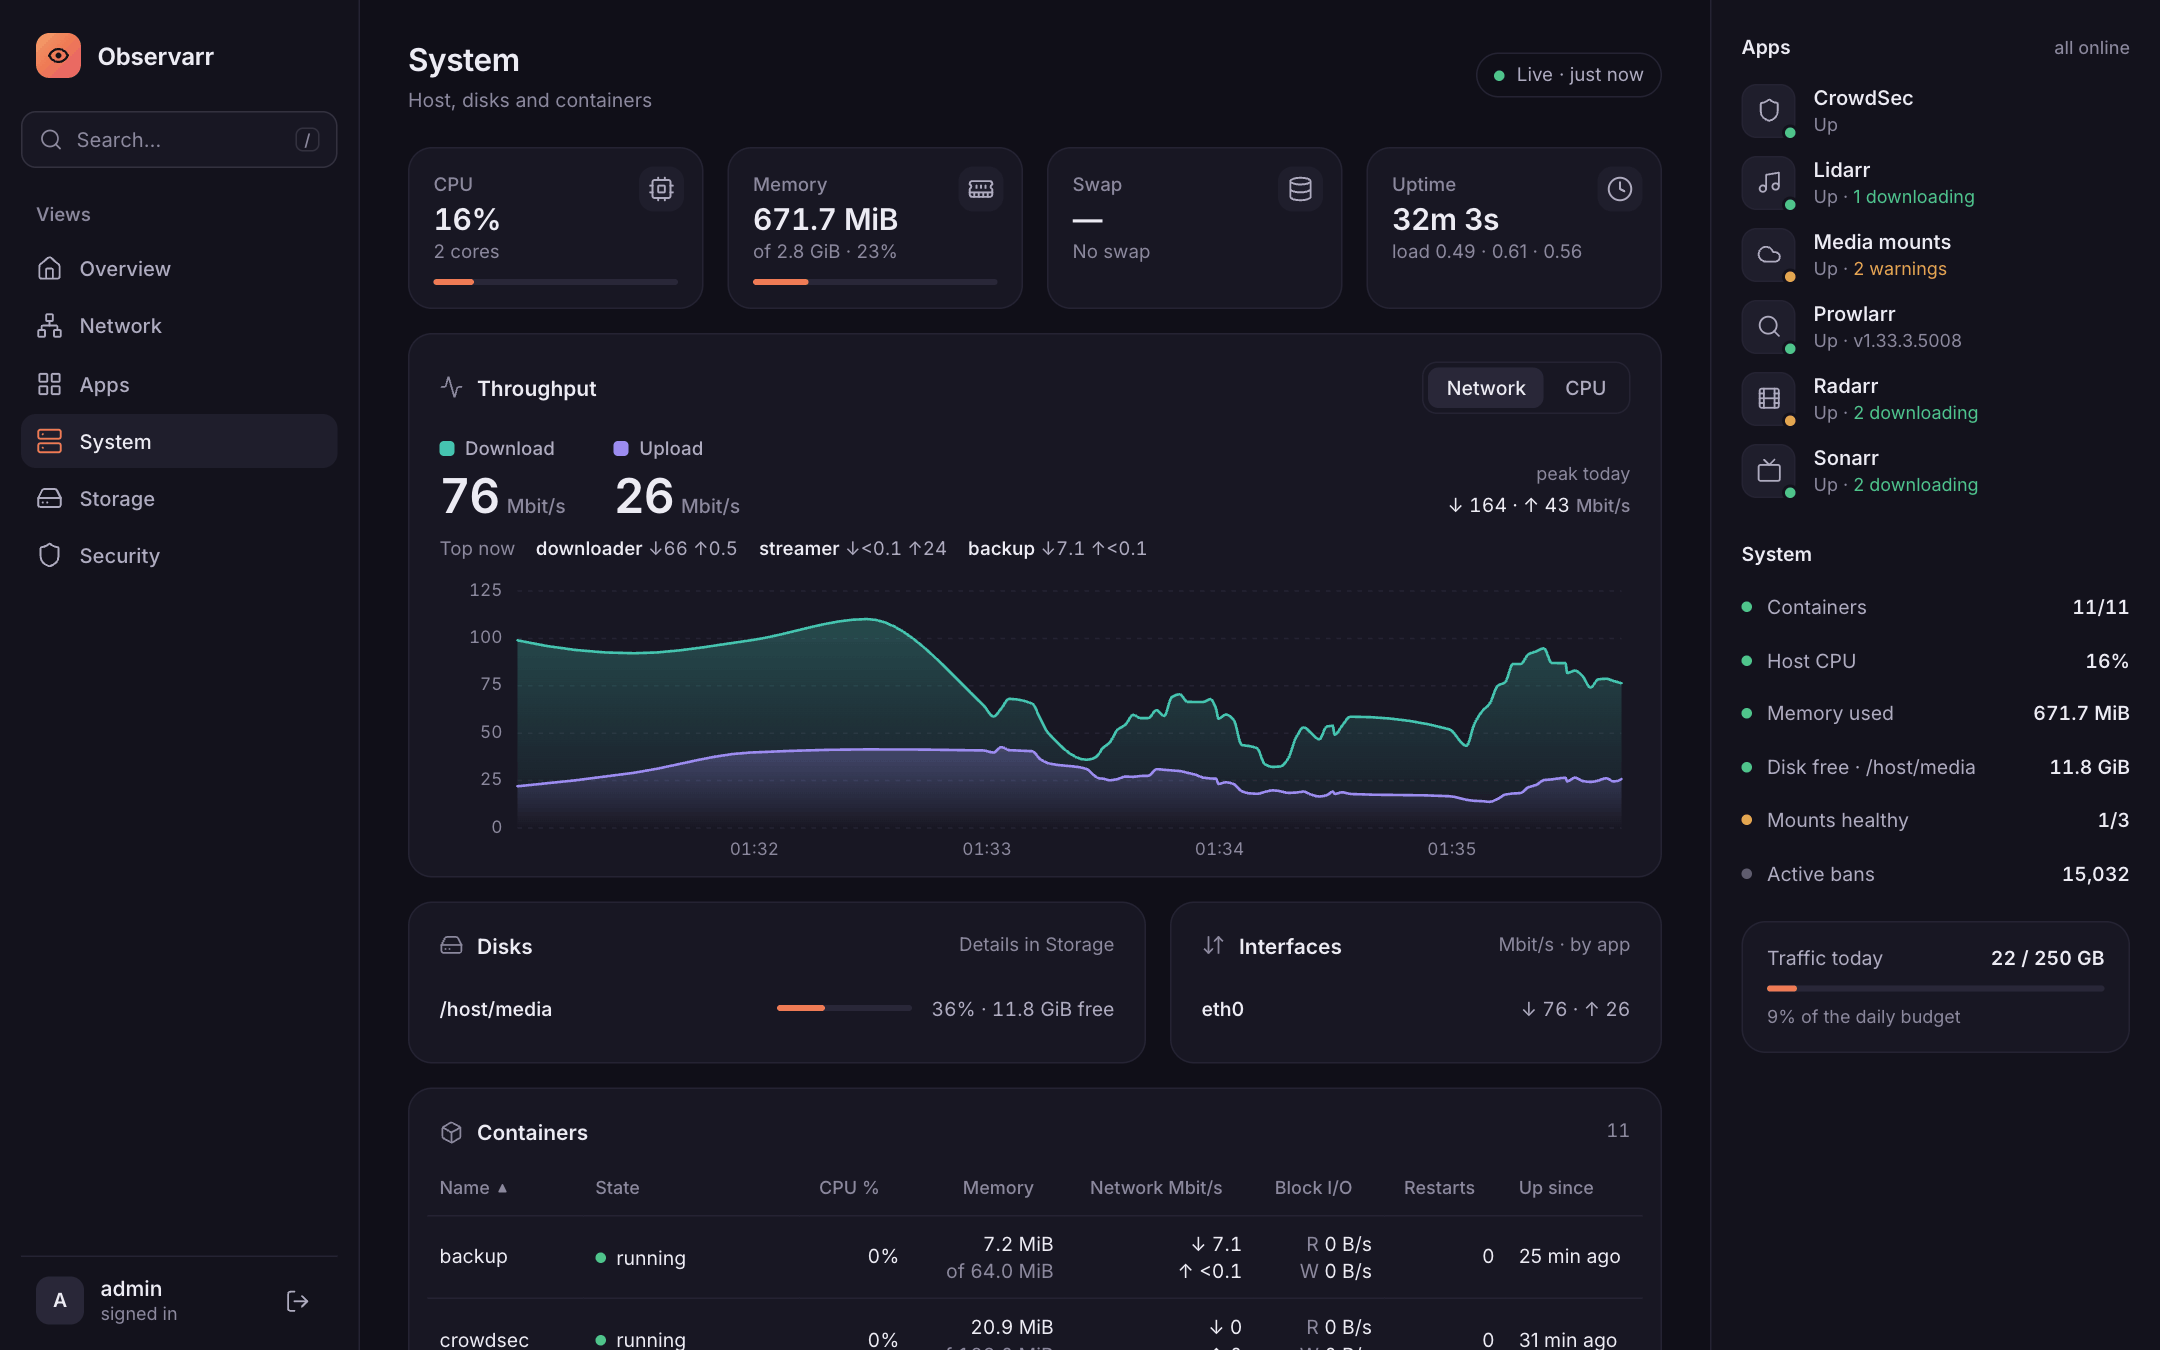 Observarr
Search...
/
Views
Overview
Network
Apps
System
Storage
Security
A
admin
signed in
System
Host, disks and containers
Live · just now
CPU
16%
2 cores
Memory
671.7 MiB
of 2.8 GiB · 23%
Swap
—
No swap
Uptime
32m 3s
load 0.49 · 0.61 · 0.56
Throughput
Network
CPU
Download
76 Mbit/s
Upload
26 Mbit/s
peak today
↓ 164 · ↑ 43 Mbit/s
Top now downloader ↓66 ↑0.5 streamer ↓<0.1 ↑24 backup ↓7.1 ↑<0.1
125
100
75
50
25
0
01:32
01:33
01:34
01:35
Disks
Details in Storage
/host/media
36% · 11.8 GiB free
Interfaces
Mbit/s · by app
eth0
↓ 76 · ↑ 26
Containers
11
Name ▲ State CPU % Memory Network Mbit/s Block I/O Restarts Up since
backup
running
0%
7.2 MiB
of 64.0 MiB
↓ 7.1
↑ <0.1
R 0 B/s
W 0 B/s
0
25 min ago
crowdsec
running
0%
20.9 MiB
↓ 0
R 0 B/s
0
31 min ago
Apps
all online
CrowdSec
Up
Lidarr
Up · 1 downloading
Media mounts
Up · 2 warnings
Prowlarr
Up · v1.33.3.5008
Radarr
Up · 2 downloading
Sonarr
Up · 2 downloading
System
Containers 11/11
Host CPU 16%
Memory used 671.7 MiB
Disk free · /host/media 11.8 GiB
Mounts healthy 1/3
Active bans 15,032
Traffic today 22 / 250 GB
9% of the daily budget